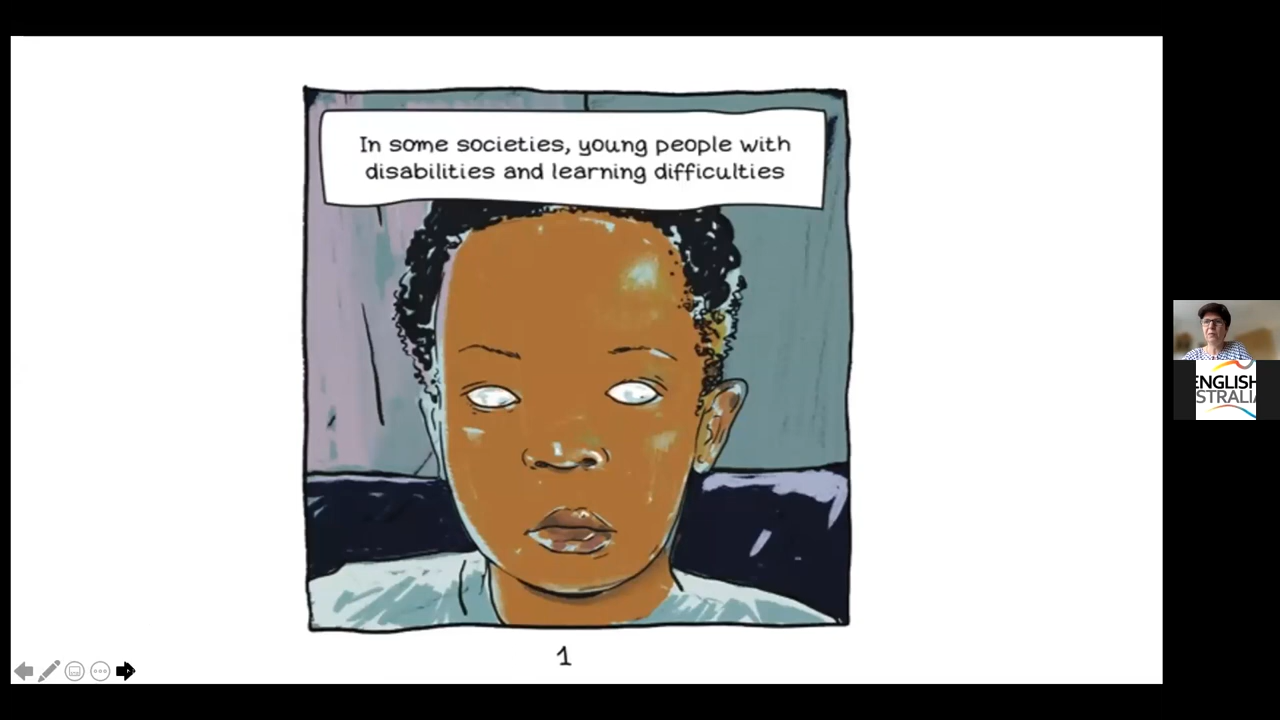 In some societies, young people with
disabilities and learning difficulties
1
ENGLISH
STRALIA